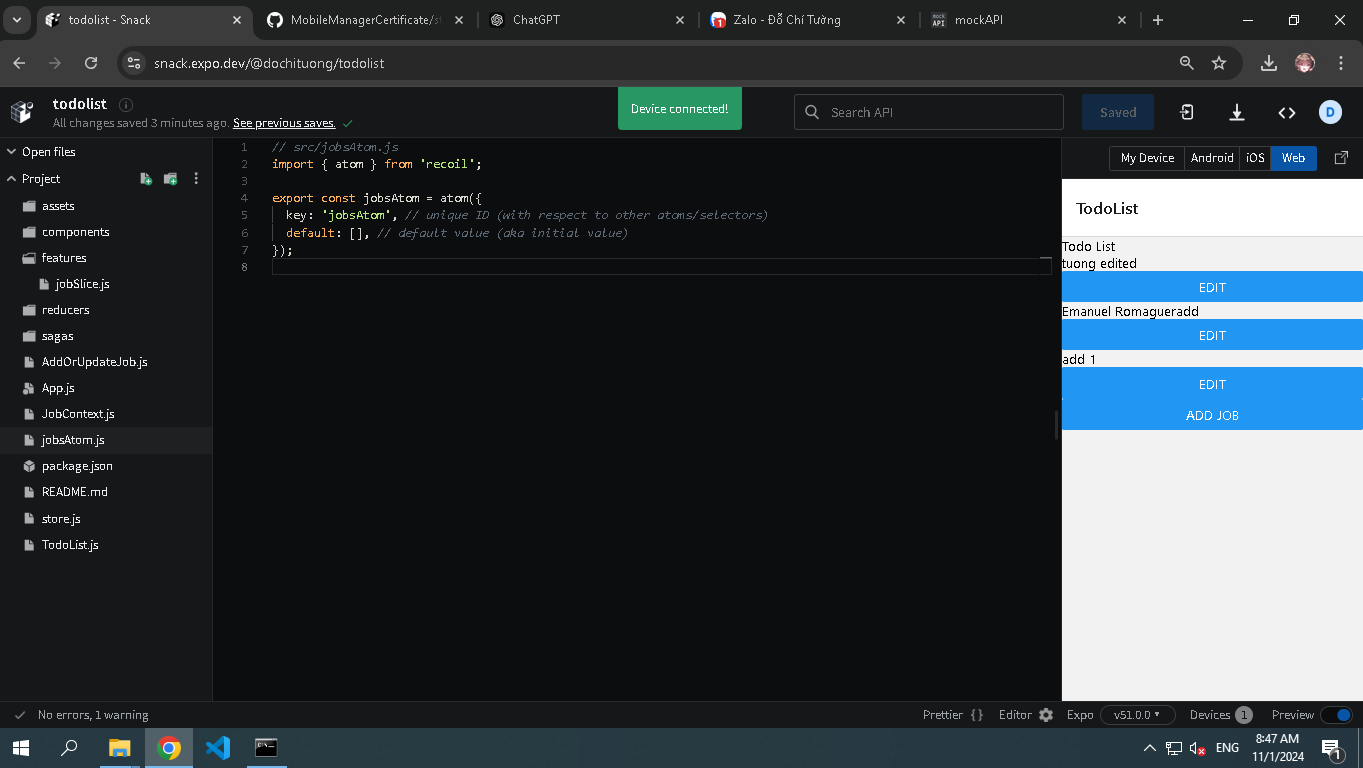 todolist - Snack
MobileManagerCertificate/sr
ChatGPT
Zalo - Đỗ Chí Tường
mockAPI
snack.expo.dev/@dochituong/todolist
todolist
All changes saved 3 minutes ago. See previous saves.
Device connected!
Search API
Saved
D
Open files
Project
assets
components
features
jobSlice.js
reducers
sagas
AddOrUpdateJob.js
App.js
JobContext.js
jobsAtom.js
package.json
README.md
store.js
TodoList.js
1 // src/jobsAtom.js
2 import { atom } from 'recoil';
3
4 export const jobsAtom = atom({
5 key: 'jobsAtom', // unique ID (with respect to other atoms/selectors)
6 default: [], // default value (aka initial value)
7 });
8
My Device Android iOS Web
TodoList
Todo List
tuong edited
EDIT
Emanuel Romagueradd
EDIT
add 1
EDIT
ADD JOB
No errors, 1 warning
Prettier {} Editor Expo v51.0.0 Devices 1 Preview
ENG
8:47 AM
11/1/2024
1